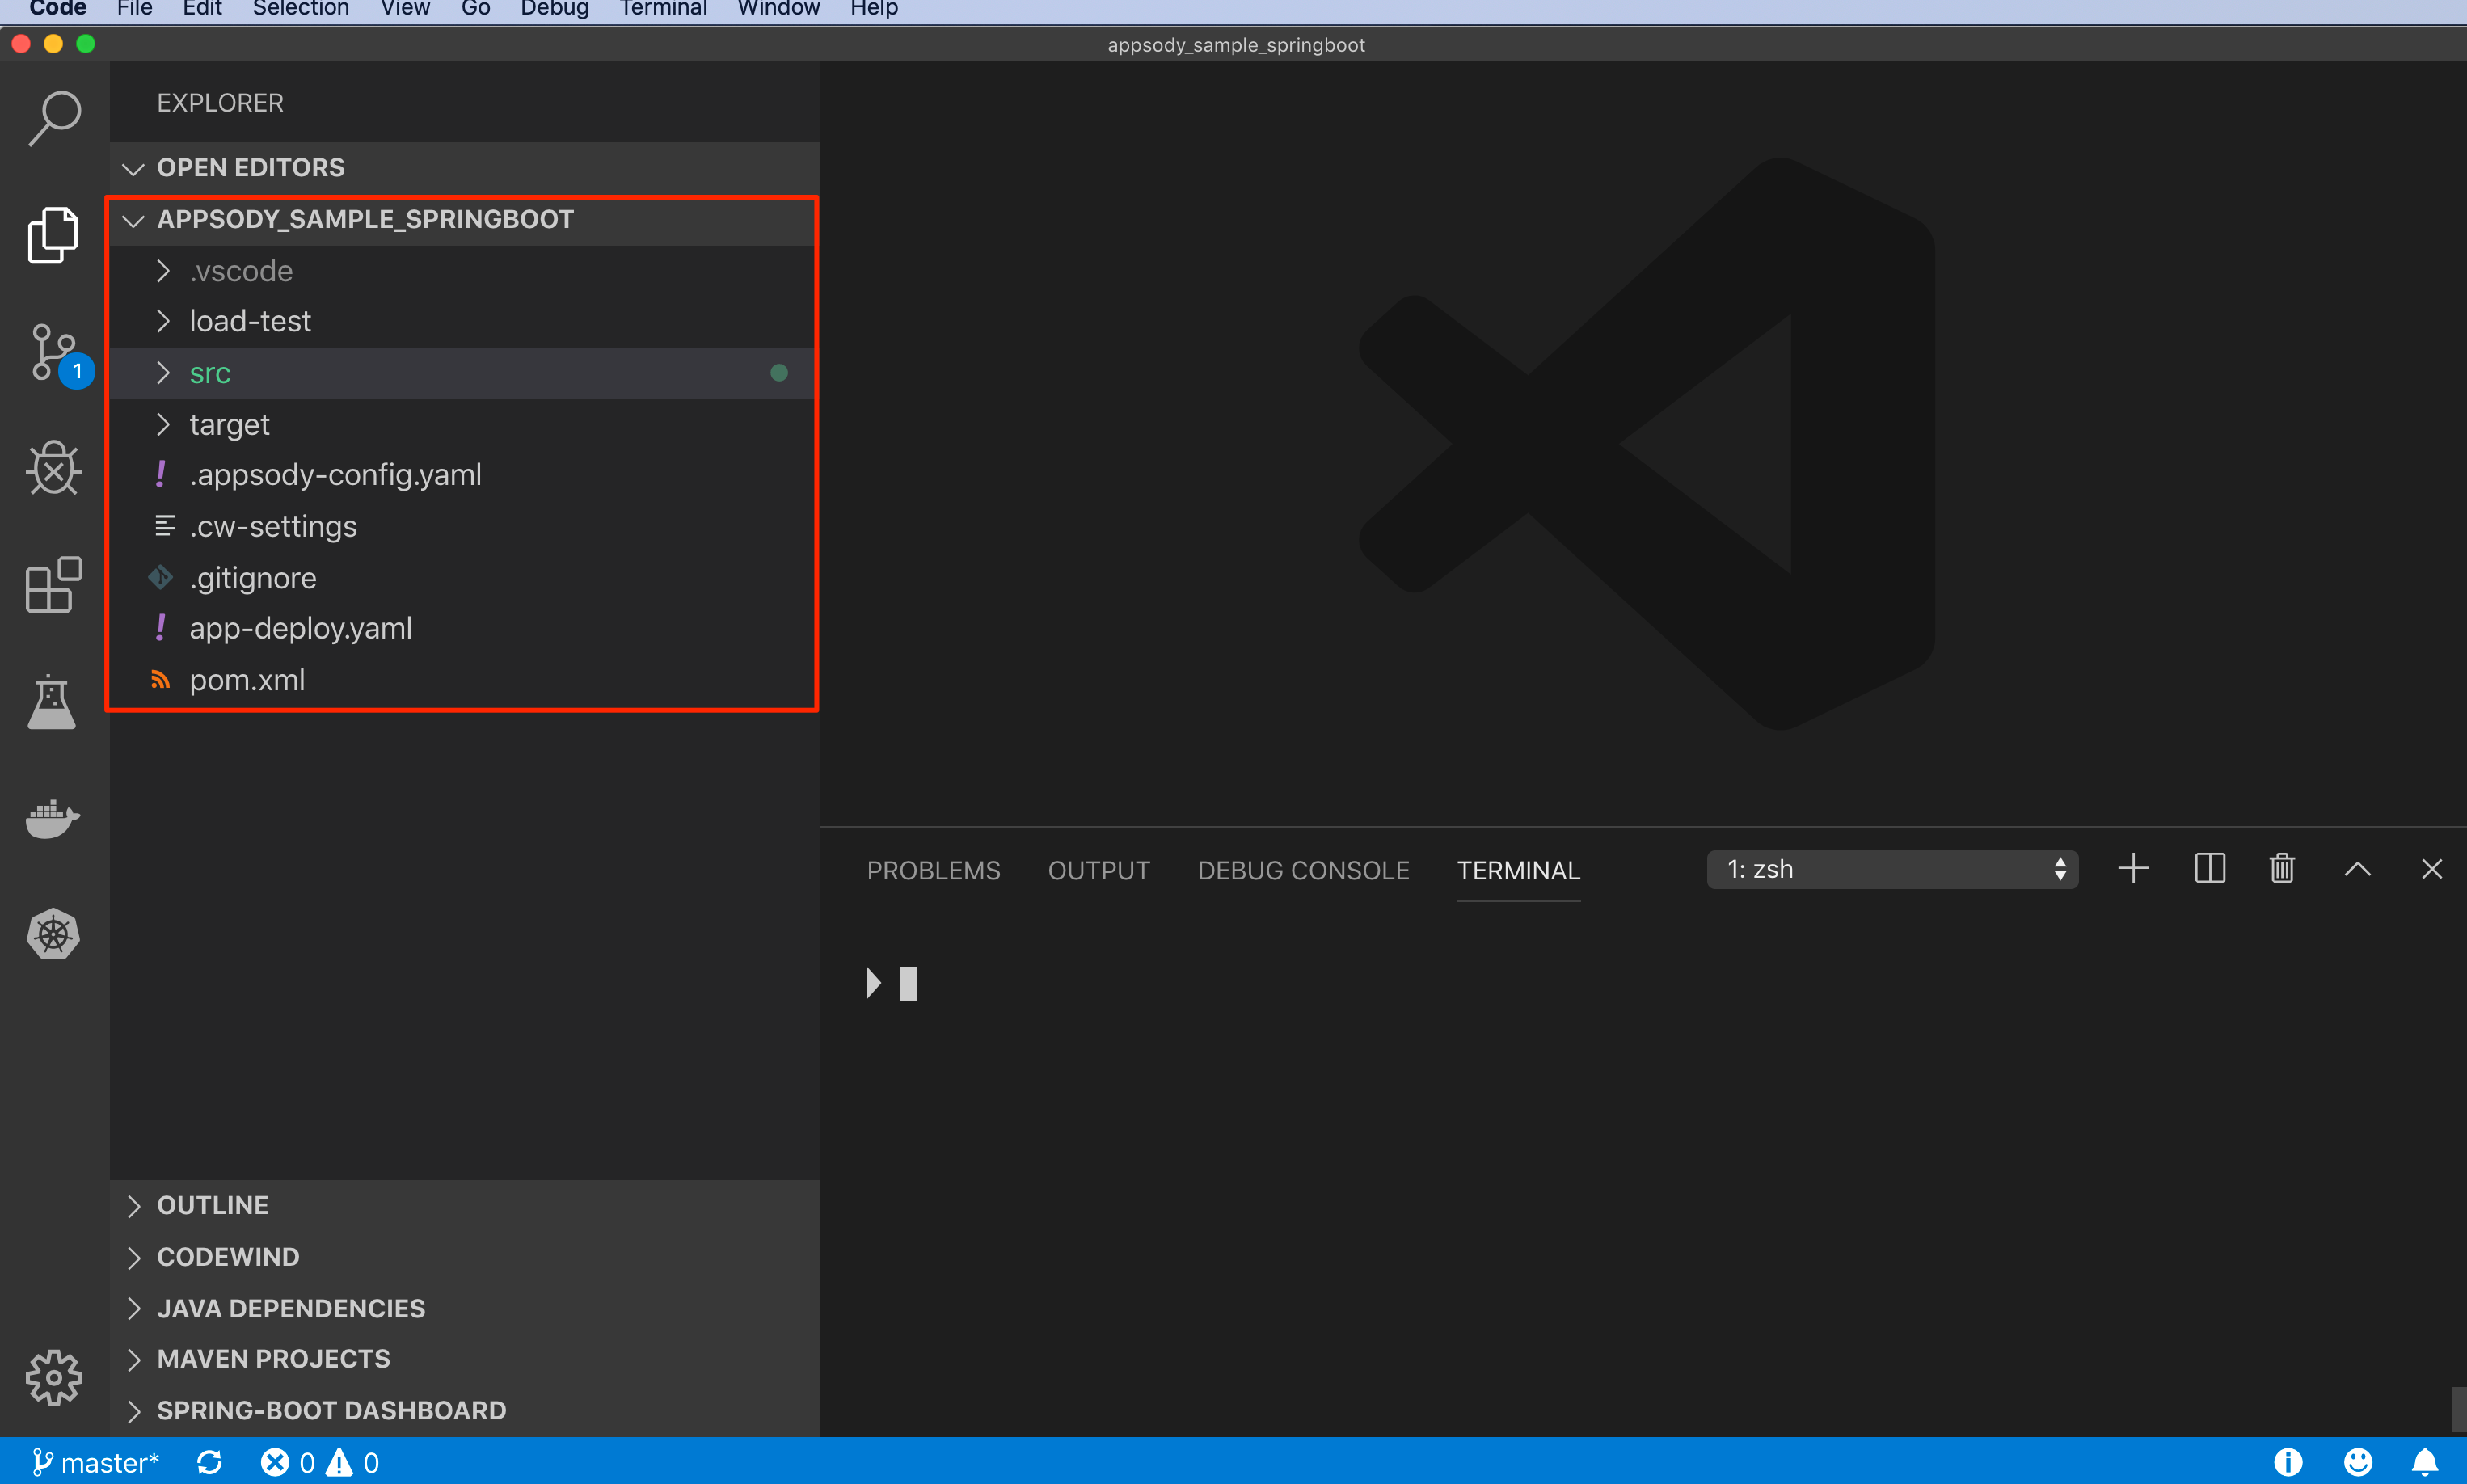 Code File Edit Selection View Go Debug Terminal Window Help
appsody_sample_springboot
EXPLORER
OPEN EDITORS
APPSODY_SAMPLE_SPRINGBOOT
.vscode
load-test
src
target
.appsody-config.yaml
.cw-settings
.gitignore
app-deploy.yaml
pom.xml
1
PROBLEMS OUTPUT DEBUG CONSOLE TERMINAL 1: zsh
OUTLINE
CODEWIND
JAVA DEPENDENCIES
MAVEN PROJECTS
SPRING-BOOT DASHBOARD
master* 0 0